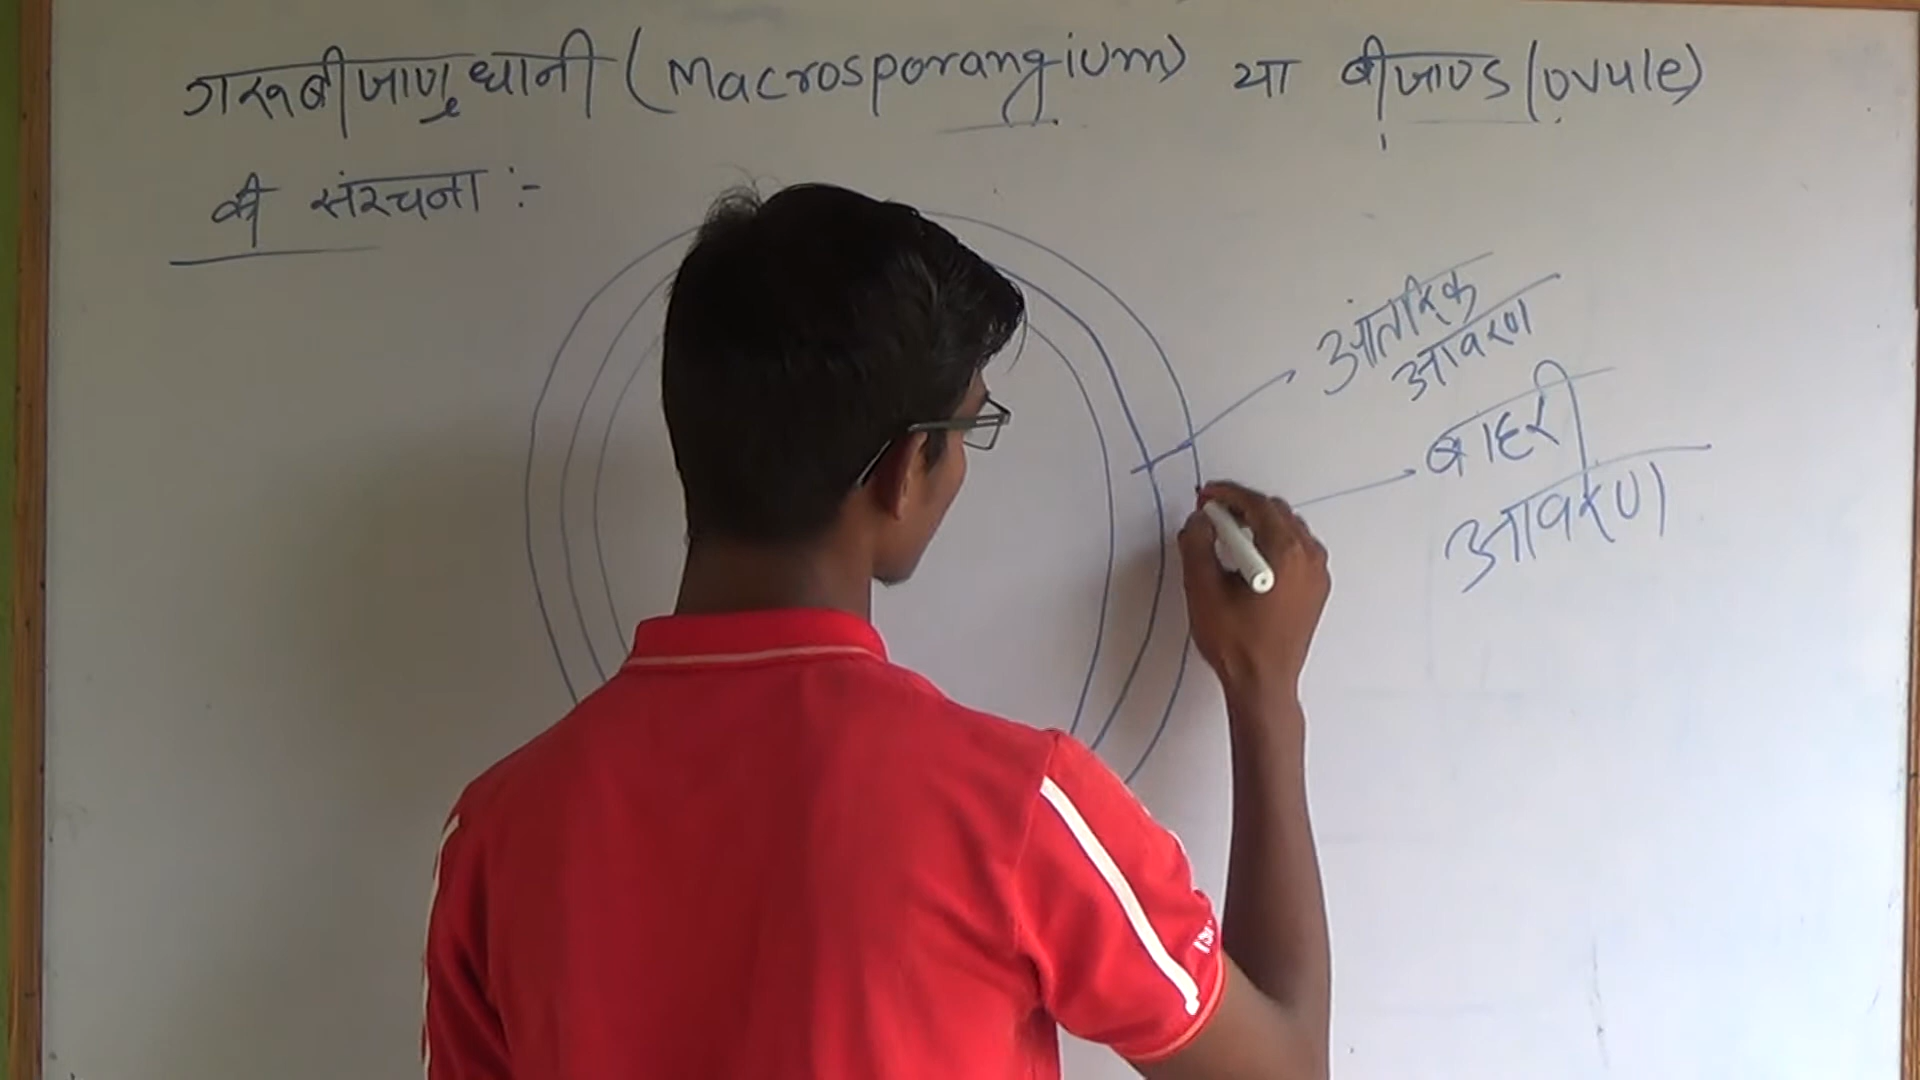 गरूबीजाणुधानी (Macrosporangium) या बीजाण्ड (ovule)
की संरचना :-
आंतरिक
आवरण
बाहरी
आवरण